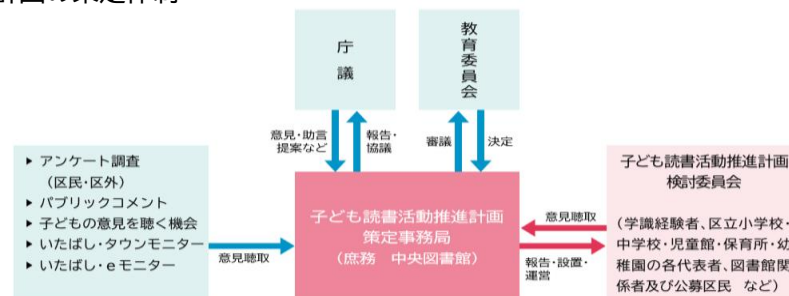 庁議
教育委員会
意見・助言
提案など
報告・
協議
審議
決定
▶ アンケート調査
（区民・区外）
▶ パブリックコメント
▶ 子どもの意見を聴く機会
▶ いたばし・タウンモニター
▶ いたばし・eモニター
意見聴取
子ども読書活動推進計画
策定事務局
（庶務　中央図書館）
意見聴取
報告・設置・
運営
子ども読書活動推進計画
検討委員会
（学識経験者、区立小学校・
中学校・児童館・保育所・幼
稚園の各代表者、図書館関
係者及び公募区民　など）